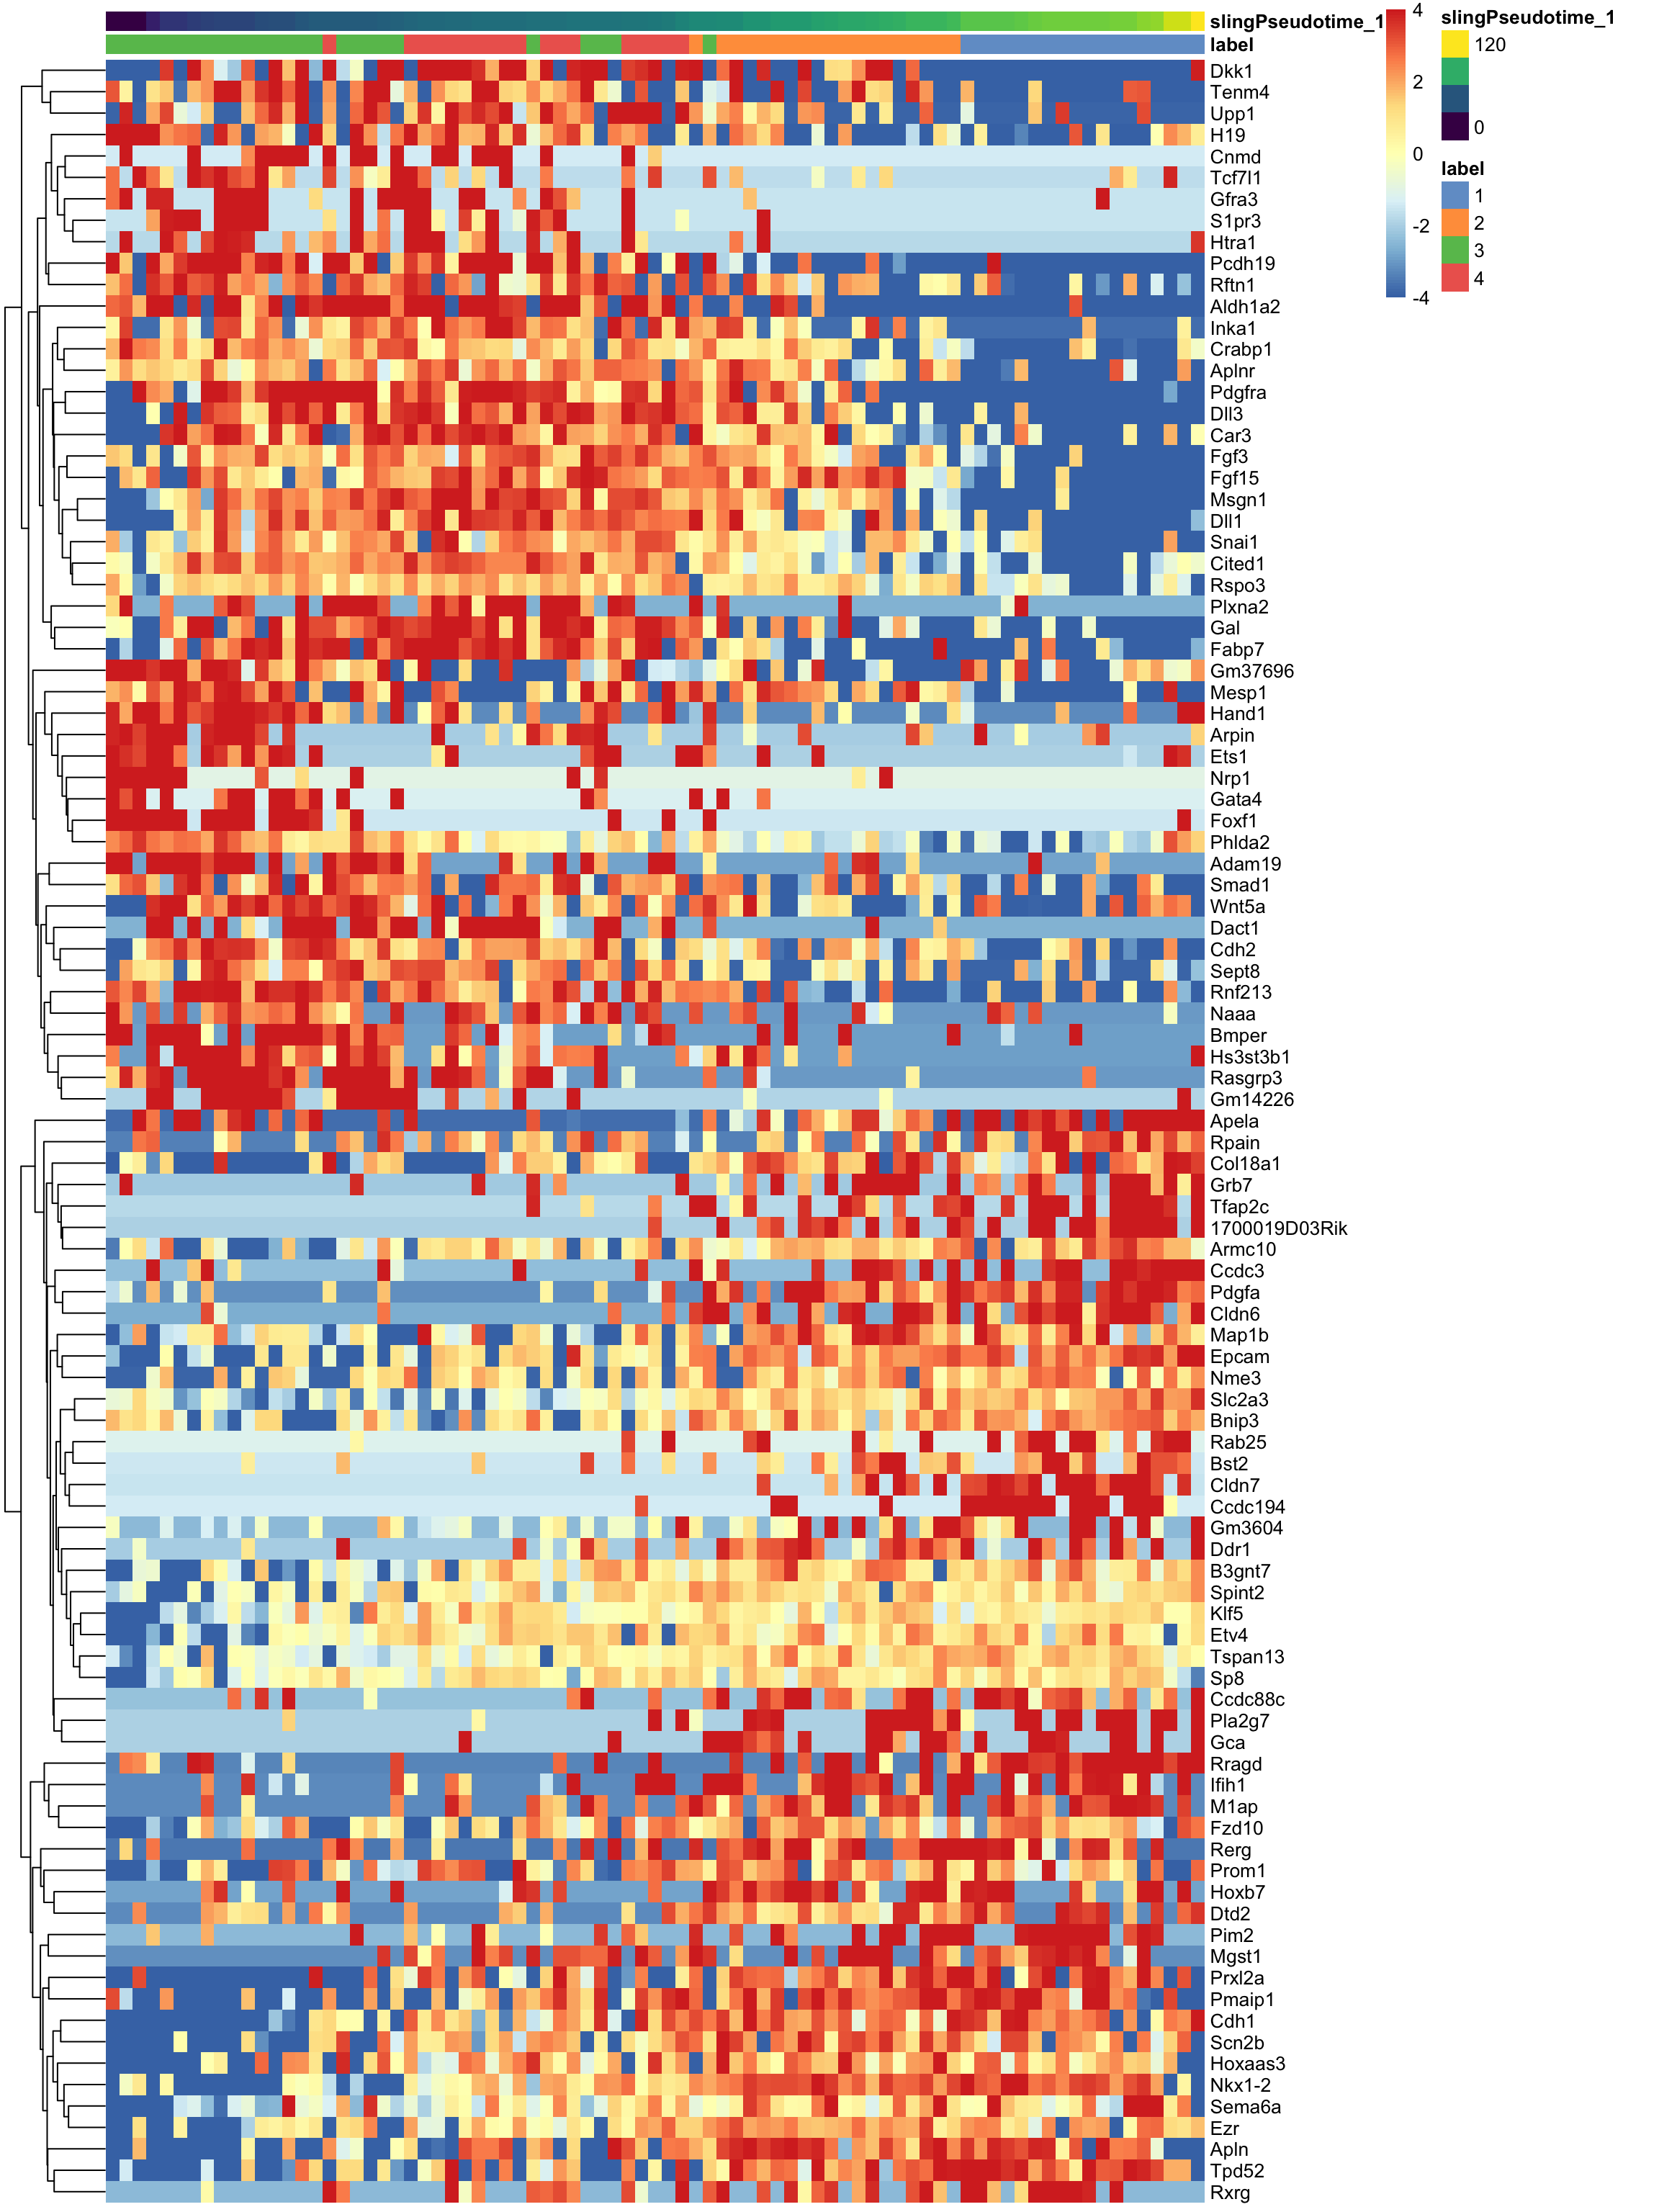 slingPseudotime_1
label
Dkk1
Tenm4
Upp1
H19
Cnmd
Tcf7l1
Gfra3
S1pr3
Htra1
Pcdh19
Rftn1
Aldh1a2
Inka1
Crabp1
Aplnr
Pdgfra
Dll3
Car3
Fgf3
Fgf15
Msgn1
Dll1
Snai1
Cited1
Rspo3
Plxna2
Gal
Fabp7
Gm37696
Mesp1
Hand1
Arpin
Ets1
Nrp1
Gata4
Foxf1
Phlda2
Adam19
Smad1
Wnt5a
Dact1
Cdh2
Sept8
Rnf213
Naaa
Bmper
Hs3st3b1
Rasgrp3
Gm14226
Apela
Rpain
Col18a1
Grb7
Tfap2c
1700019D03Rik
Armc10
Ccdc3
Pdgfa
Cldn6
Map1b
Epcam
Nme3
Slc2a3
Bnip3
Rab25
Bst2
Cldn7
Ccdc194
Gm3604
Ddr1
B3gnt7
Spint2
Klf5
Etv4
Tspan13
Sp8
Ccdc88c
Pla2g7
Gca
Rragd
Ifih1
M1ap
Fzd10
Rerg
Prom1
Hoxb7
Dtd2
Pim2
Mgst1
Prxl2a
Pmaip1
Cdh1
Scn2b
Hoxaas3
Nkx1-2
Sema6a
Ezr
Apln
Tpd52
Rxrg
4
2
0
-2
-4
slingPseudotime_1
120
0
label
1
2
3
4